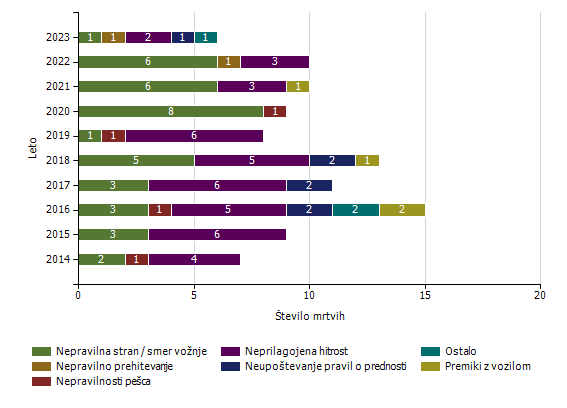 2023 1 1 2 1 1
2022 6 1 3
2021 6 3 1
2020 8 1
2019 1 1 6
2018 5 5 2 1
2017 3 6 2
2016 3 1 5 2 2 2
2015 3 6
2014 2 1 4
Leto
0 5 10 15 20
Število mrtvih
Nepravilna stran / smer vožnje Neprilagojena hitrost Ostalo
Nepravilno prehitevanje Neupoštevanje pravil o prednosti Premiki z vozilom
Nepravilnosti pešca